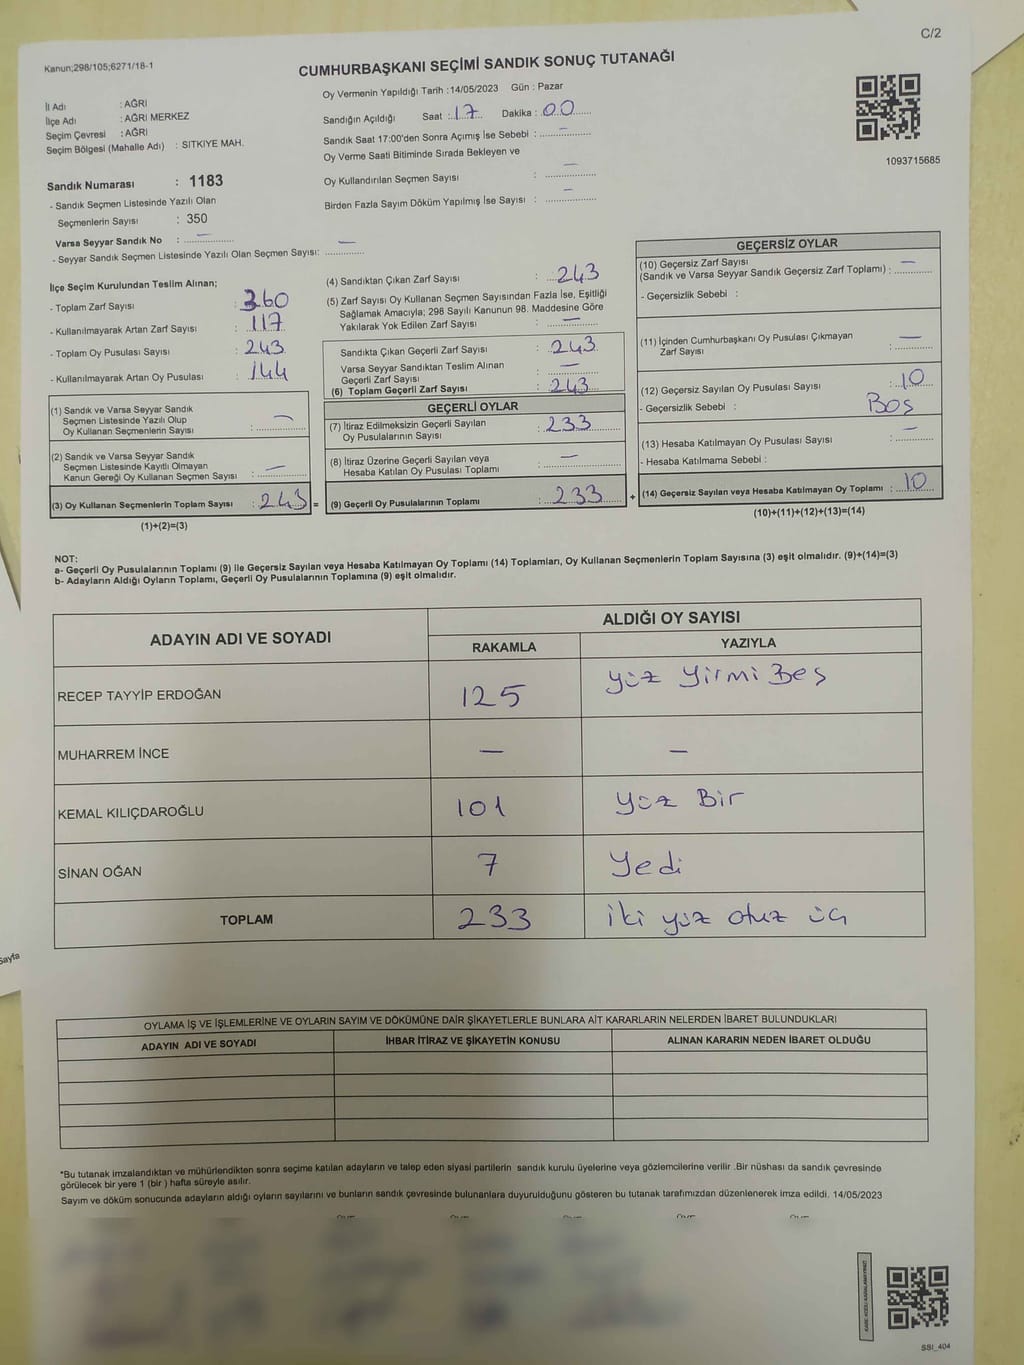 C/2
Kanun;298/105;6271/18-1
CUMHURBAŞKANI SEÇİMİ SANDIK SONUÇ TUTANAĞI
İl Adı : AĞRI
İlçe Adı : AĞRI MERKEZ
Seçim Çevresi : AĞRI
Seçim Bölgesi (Mahalle Adı) : SITKIYE MAH.
Sandık Numarası : 1183
- Sandık Seçmen Listesinde Yazılı Olan
Seçmenlerin Sayısı : 350
Varsa Seyyar Sandık No : –
- Seyyar Sandık Seçmen Listesinde Yazılı Olan Seçmen Sayısı: –
Oy Vermenin Yapıldığı Tarih :14/05/2023 Gün : Pazar
Sandığın Açıldığı Saat : 17 Dakika : 00
Sandık Saat 17:00'den Sonra Açımış İse Sebebi : –
Oy Verme Saati Bitiminde Sırada Bekleyen ve
Oy Kullandırılan Seçmen Sayısı : –
Birden Fazla Sayım Döküm Yapılmış İse Sayısı : –
1093715685
İlçe Seçim Kurulundan Teslim Alınan;
- Toplam Zarf Sayısı : 360
- Kullanılmayarak Artan Zarf Sayısı : 117
- Toplam Oy Pusulası Sayısı : 243
- Kullanılmayarak Artan Oy Pusulası : 144
(1) Sandık ve Varsa Seyyar Sandık
Seçmen Listesinde Yazılı Olup
Oy Kullanan Seçmenlerin Sayısı : –
(2) Sandık ve Varsa Seyyar Sandık
Seçmen Listesinde Kayıtlı Olmayan
Kanun Gereği Oy Kullanan Seçmen Sayısı : –
(3) Oy Kullanan Seçmenlerin Toplam Sayısı : 243 =
(1)+(2)=(3)
(4) Sandıktan Çıkan Zarf Sayısı : 243
(5) Zarf Sayısı Oy Kullanan Seçmen Sayısından Fazla İse, Eşitliği
Sağlamak Amacıyla; 298 Sayılı Kanunun 98. Maddesine Göre
Yakılarak Yok Edilen Zarf Sayısı : –
Sandıkta Çıkan Geçerli Zarf Sayısı : 243
Varsa Seyyar Sandıktan Teslim Alınan
Geçerli Zarf Sayısı : –
(6) Toplam Geçerli Zarf Sayısı : 243
GEÇERLİ OYLAR
(7) İtiraz Edilmeksizin Geçerli Sayılan
Oy Pusulalarının Sayısı : 233
(8) İtiraz Üzerine Geçerli Sayılan veya
Hesaba Katılan Oy Pusulası Toplamı : –
(9) Geçerli Oy Pusulalarının Toplamı : 233 +
GEÇERSİZ OYLAR
(10) Geçersiz Zarf Sayısı
(Sandık ve Varsa Seyyar Sandık Geçersiz Zarf Toplamı) : –
- Geçersizlik Sebebi :
(11) İçinden Cumhurbaşkanı Oy Pusulası Çıkmayan
Zarf Sayısı : –
(12) Geçersiz Sayılan Oy Pusulası Sayısı : 10
- Geçersizlik Sebebi : Boş
(13) Hesaba Katılmayan Oy Pusulası Sayısı : –
- Hesaba Katılmama Sebebi :
(14) Geçersiz Sayılan veya Hesaba Katılmayan Oy Toplamı : 10
(10)+(11)+(12)+(13)=(14)
NOT:
a- Geçerli Oy Pusulalarının Toplamı (9) ile Geçersiz Sayılan veya Hesaba Katılmayan Oy Toplamı (14) Toplamları, Oy Kullanan Seçmenlerin Toplam Sayısına (3) eşit olmalıdır. (9)+(14)=(3)
b- Adayların Aldığı Oyların Toplamı, Geçerli Oy Pusulalarının Toplamına (9) eşit olmalıdır.
ADAYIN ADI VE SOYADI
ALDIĞI OY SAYISI
RAKAMLA YAZIYLA
RECEP TAYYİP ERDOĞAN 125 yüz yirmi Beş
MUHARREM İNCE – –
KEMAL KILIÇDAROĞLU 101 yüz Bir
SİNAN OĞAN 7 yedi
TOPLAM 233 iki yüz otuz üç
OYLAMA İŞ VE İŞLEMLERİNE VE OYLARIN SAYIM VE DÖKÜMÜNE DAİR ŞİKAYETLERLE BUNLARA AİT KARARLARIN NELERDEN İBARET BULUNDUKLARI
ADAYIN ADI VE SOYADI İHBAR İTİRAZ VE ŞİKAYETİN KONUSU ALINAN KARARIN NEDEN İBARET OLDUĞU
*Bu tutanak imzalandıktan ve mühürlendikten sonra seçime katılan adayların ve talep eden siyasi partilerin sandık kurulu üyelerine veya gözlemcilerine verilir .Bir nüshası da sandık çevresinde
görülecek bir yere 1 (bir ) hafta süreyle asılır.
Sayım ve döküm sonucunda adayların aldığı oyların sayılarını ve bunların sandık çevresinde bulunanlara duyurulduğunu gösteren bu tutanak tarafımızdan düzenlenerek imza edildi. 14/05/2023
Sayfa
SSI_404